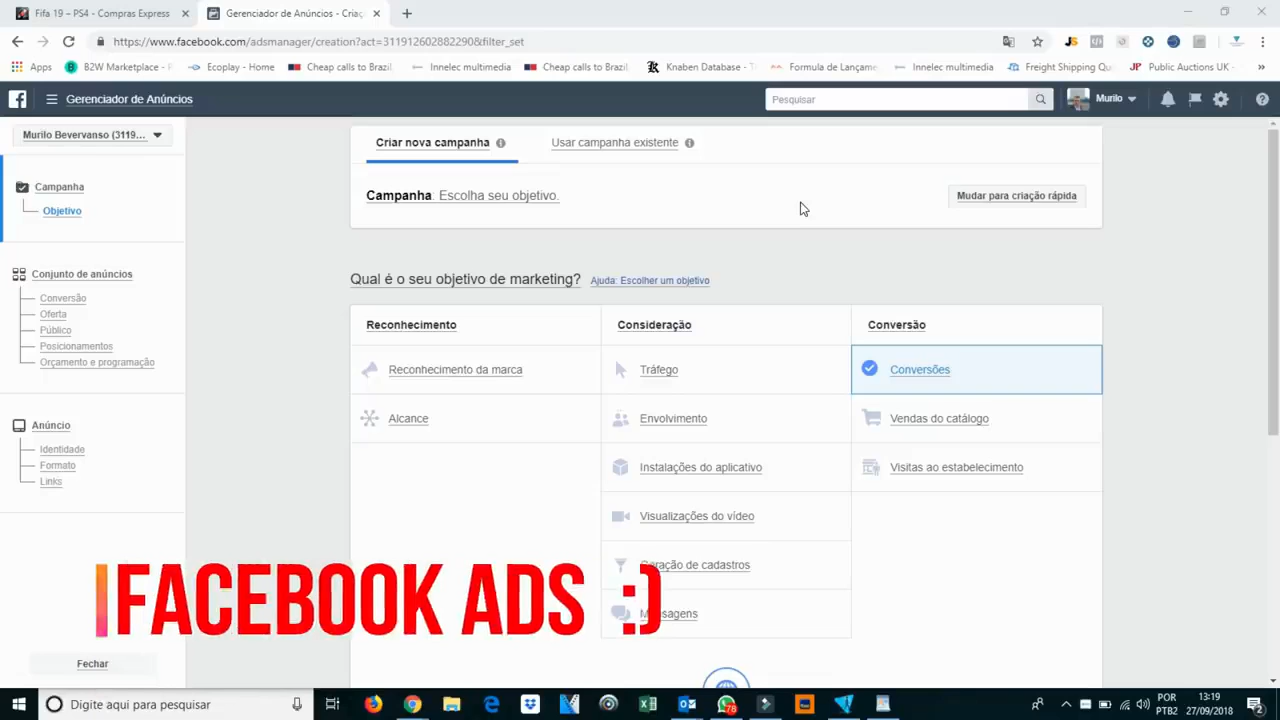 Fifa 19 – PS4 - Compras Express
Gerenciador de Anúncios - Criaç
https://www.facebook.com/adsmanager/creation?act=311912602882290&filter_set
Apps
B2W Marketplace - P
Ecoplay - Home
Cheap calls to Brazil
Innelec multimedia
Cheap calls to Brazil
Knaben Database - T
Formula de Lançame
Innelec multimedia
Freight Shipping Qu
Public Auctions UK -
Gerenciador de Anúncios
Pesquisar
Murilo
Murilo Bevervanso (3119...
Campanha
Objetivo
Conjunto de anúncios
Conversão
Oferta
Público
Posicionamentos
Orçamento e programação
Anúncio
Identidade
Formato
Links
Fechar
Criar nova campanha
Usar campanha existente
Campanha: Escolha seu objetivo.
Mudar para criação rápida
Qual é o seu objetivo de marketing?
Ajuda: Escolher um objetivo
Reconhecimento
Consideração
Conversão
Reconhecimento da marca
Tráfego
Conversões
Alcance
Envolvimento
Vendas do catálogo
Instalações do aplicativo
Visitas ao estabelecimento
Visualizações do vídeo
Geração de cadastros
Mensagens
FACEBOOK ADS :)
Digite aqui para pesquisar
78
POR
PTB2
13:19
27/09/2018
2